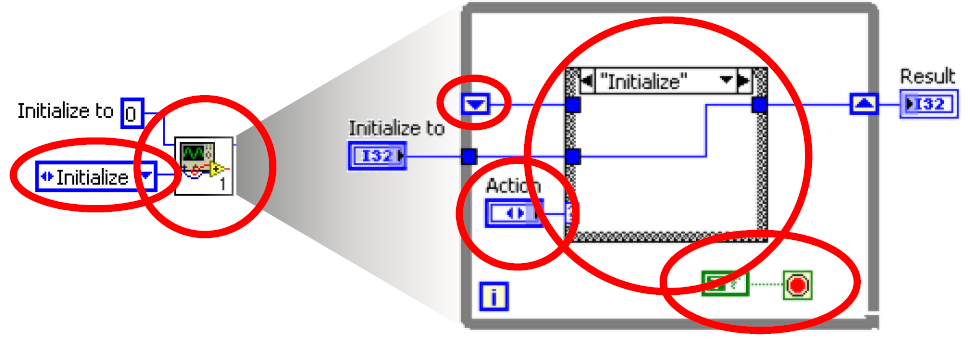 Initialize to 0
Initialize
1
Initialize to
I32
Action
"Initialize"
Result
I32
i